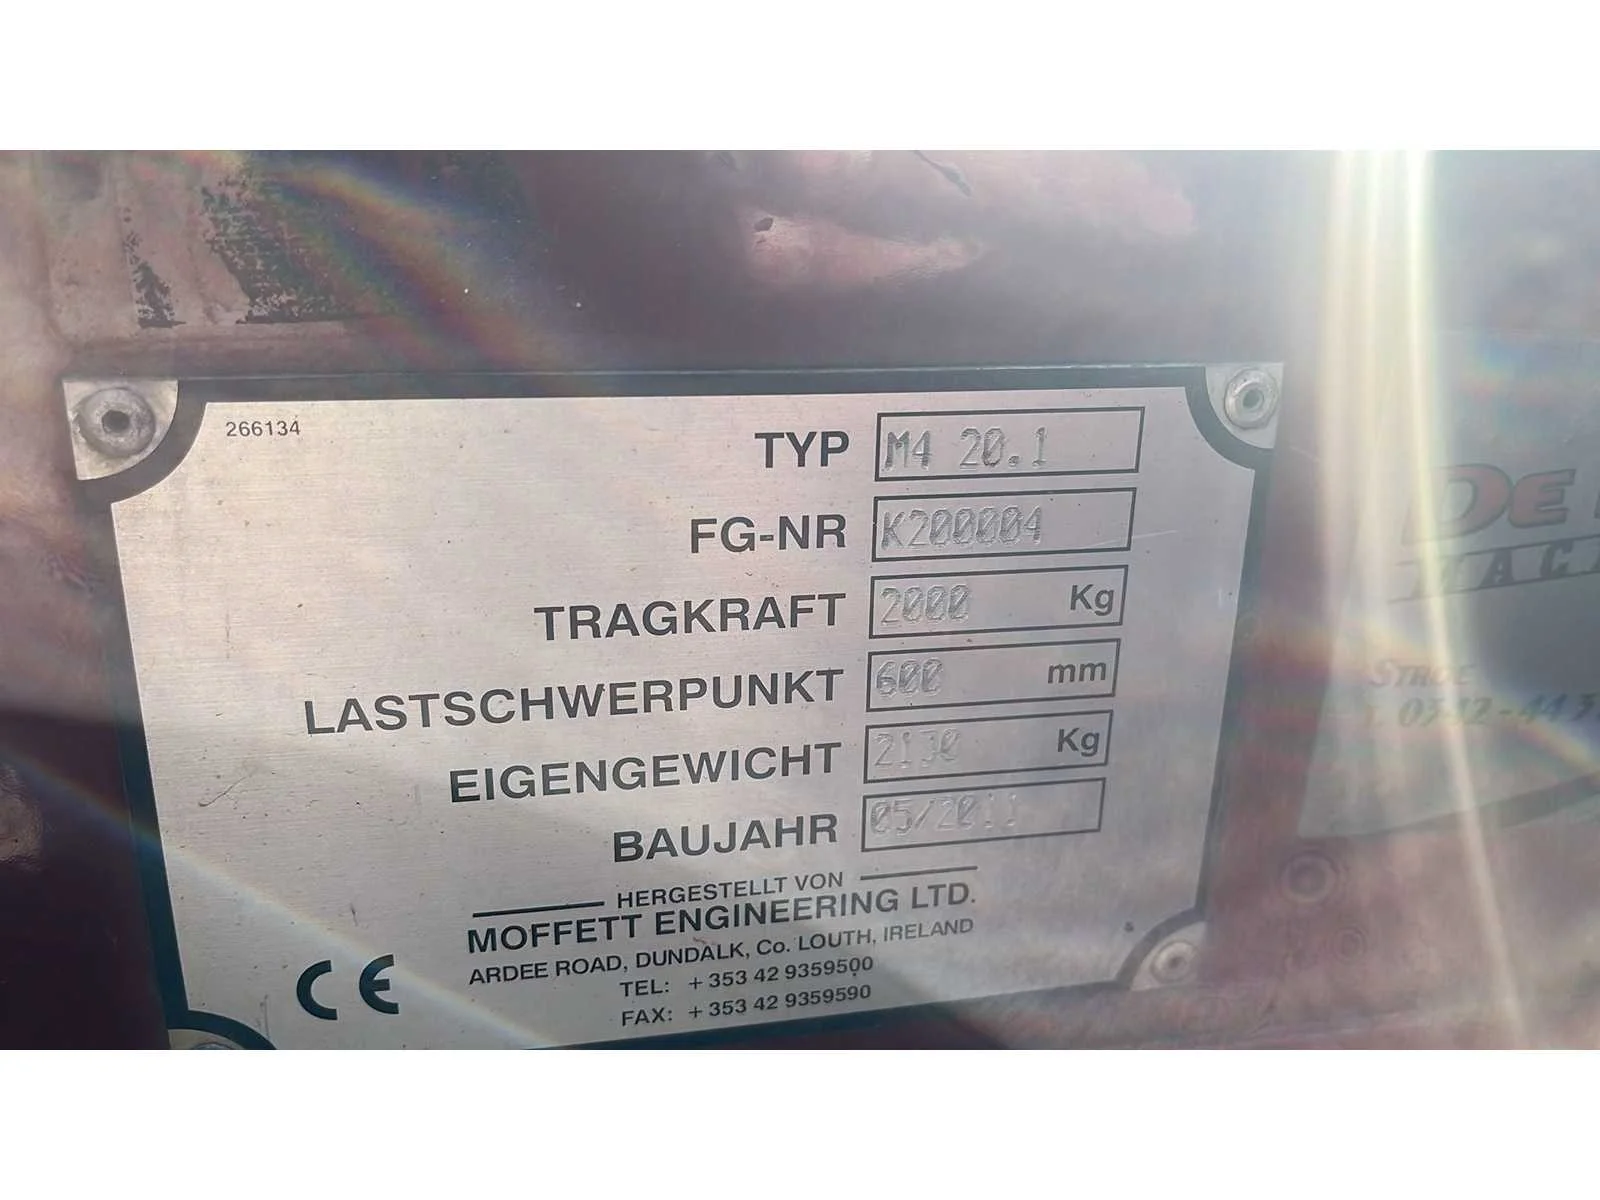 266134
TYP M4 20.1
FG-NR K200004
TRAGKRAFT 2000 Kg
LASTSCHWERPUNKT 600 mm
EIGENGEWICHT 2130 Kg
BAUJAHR 05/2011
HERGESTELLT VON
MOFFETT ENGINEERING LTD.
ARDEE ROAD, DUNDALK, Co. LOUTH, IRELAND
TEL: +353 42 9359500
FAX: +353 42 9359590
CE
DE
STROE